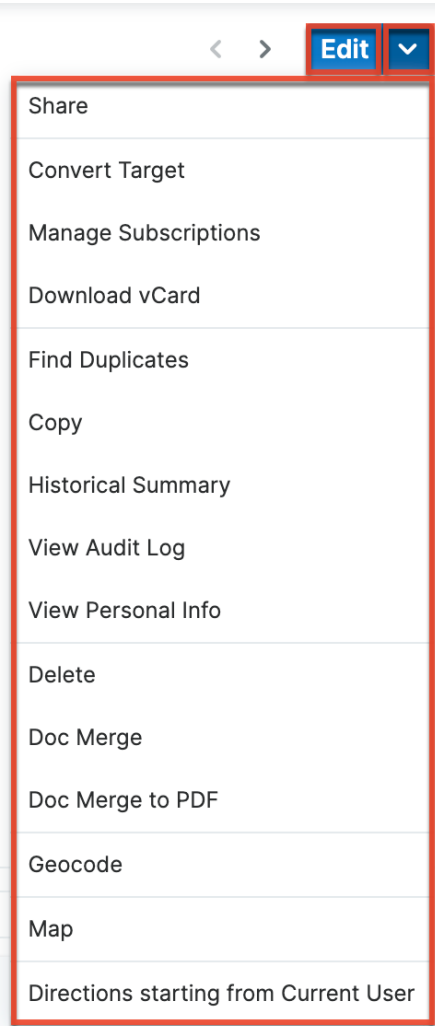 Edit
Share
Convert Target
Manage Subscriptions
Download vCard
Find Duplicates
Copy
Historical Summary
View Audit Log
View Personal Info
Delete
Doc Merge
Doc Merge to PDF
Geocode
Map
Directions starting from Current User